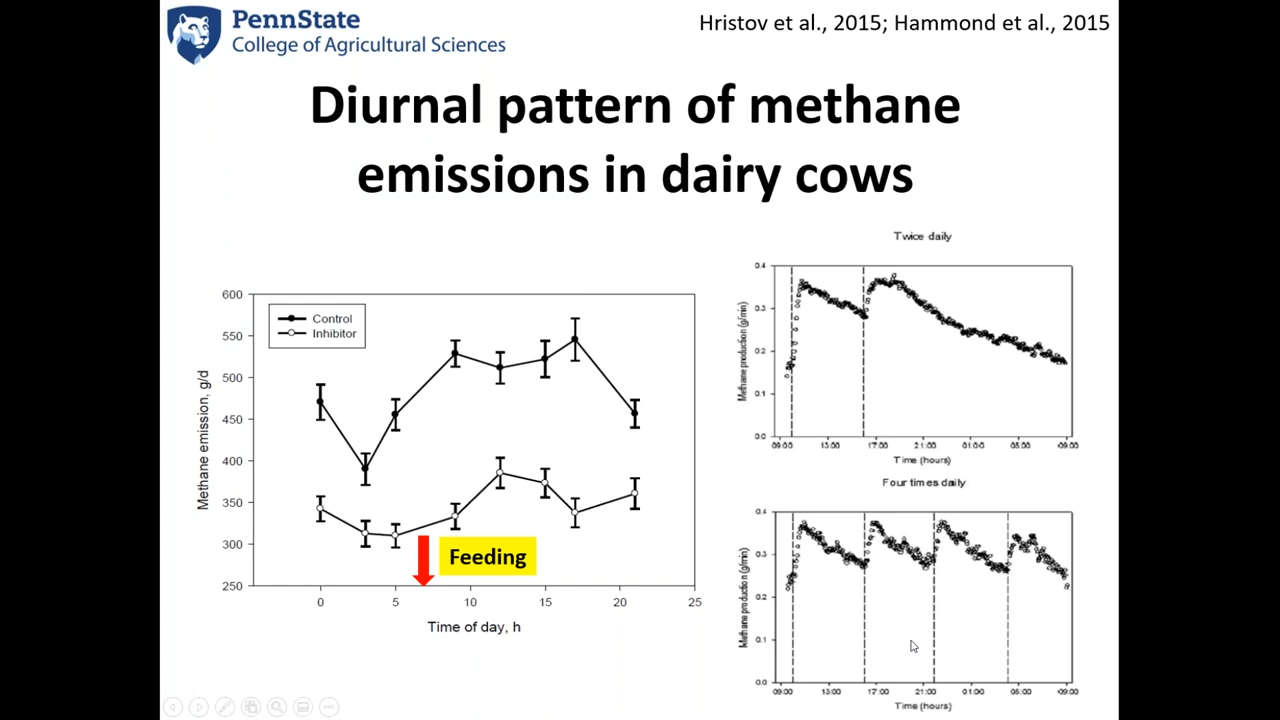 PennState
College of Agricultural Sciences
Hristov et al., 2015; Hammond et al., 2015
Diurnal pattern of methane
emissions in dairy cows
600
550
500
450
400
350
300
250
Methane emission, g/d
Control
Inhibitor
Feeding
0 5 10 15 20 25
Time of day, h
Twice daily
0.4
0.3
0.2
0.1
0.0
Methane production (g/min)
09:00 13:00 17:00 21:00 01:00 05:00 09:00
Time (hours)
Four times daily
0.4
0.3
0.2
0.1
0.0
Methane production (g/min)
09:00 13:00 17:00 21:00 01:00 05:00 09:00
Time (hours)